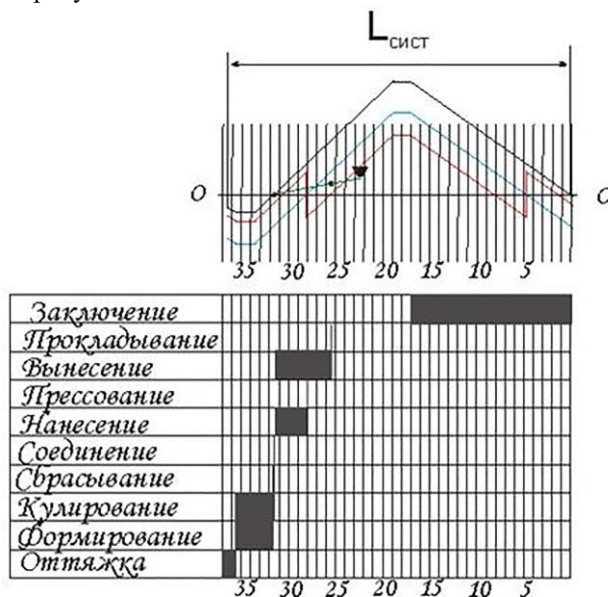 Lсист
O O
35 30 25 20 15 10 5
Заключение
Прокладывание
Вынесение
Прессование
Нанесение
Соединение
Сбрасывание
Кулирование
Формирование
Оттяжка
35 30 25 20 15 10 5